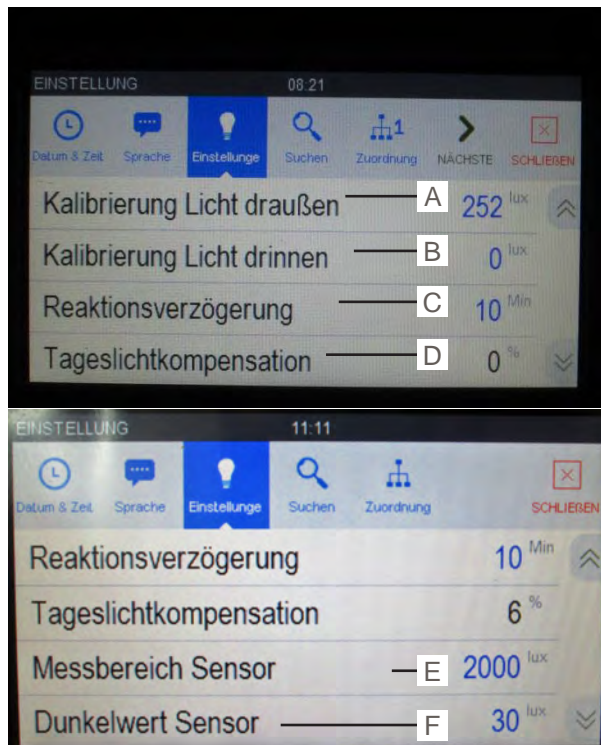 EINSTELLUNG 08:21
Datum & Zeit Sprache Einstellunge Suchen 1 Zuordnung NÄCHSTE SCHLIEßEN
Kalibrierung Licht draußen A 252 lux
Kalibrierung Licht drinnen B 0 lux
Reaktionsverzögerung C 10 Min
Tageslichtkompensation D 0 %
EINSTELLUNG 11:11
Datum & Zeit Sprache Einstellunge Suchen Zuordnung SCHLIEßEN
Reaktionsverzögerung 10 Min
Tageslichtkompensation 6 %
Messbereich Sensor E 2000 lux
Dunkelwert Sensor F 30 lux